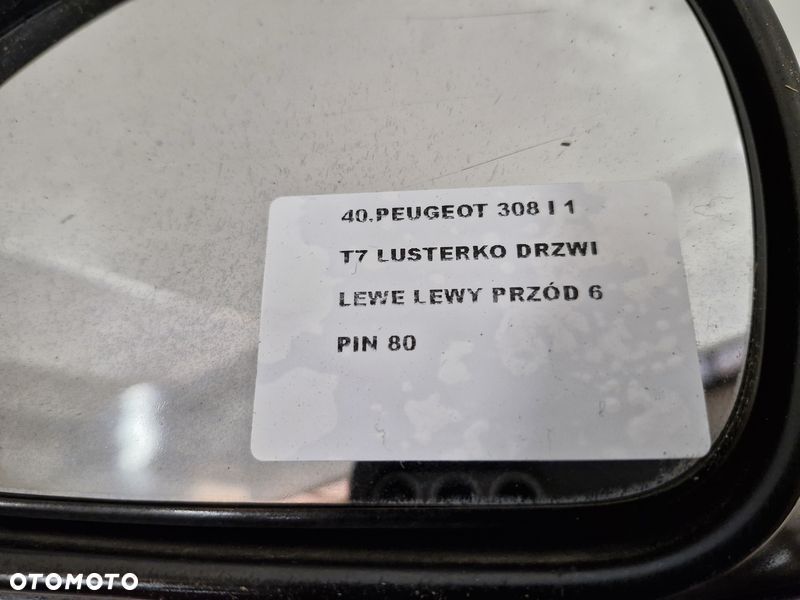 40.PEUGEOT 308 I 1
T7 LUSTERKO DRZWI
LEWE LEWY PRZÓD 6
PIN 80
OTOMOTO